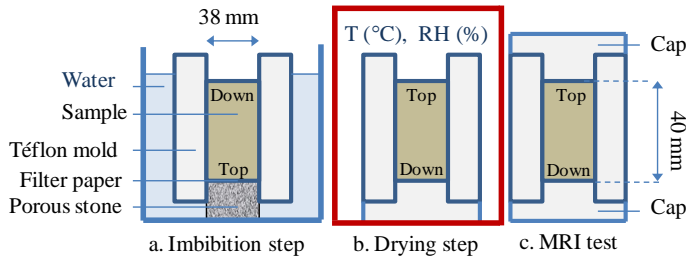 38 mm
T (°C), RH (%)
Cap
Water
Sample
Téflon mold
Filter paper
Porous stone
Down
Top
Top
Down
Top
Down
40 mm
Cap
a. Imbibition step
b. Drying step
c. MRI test